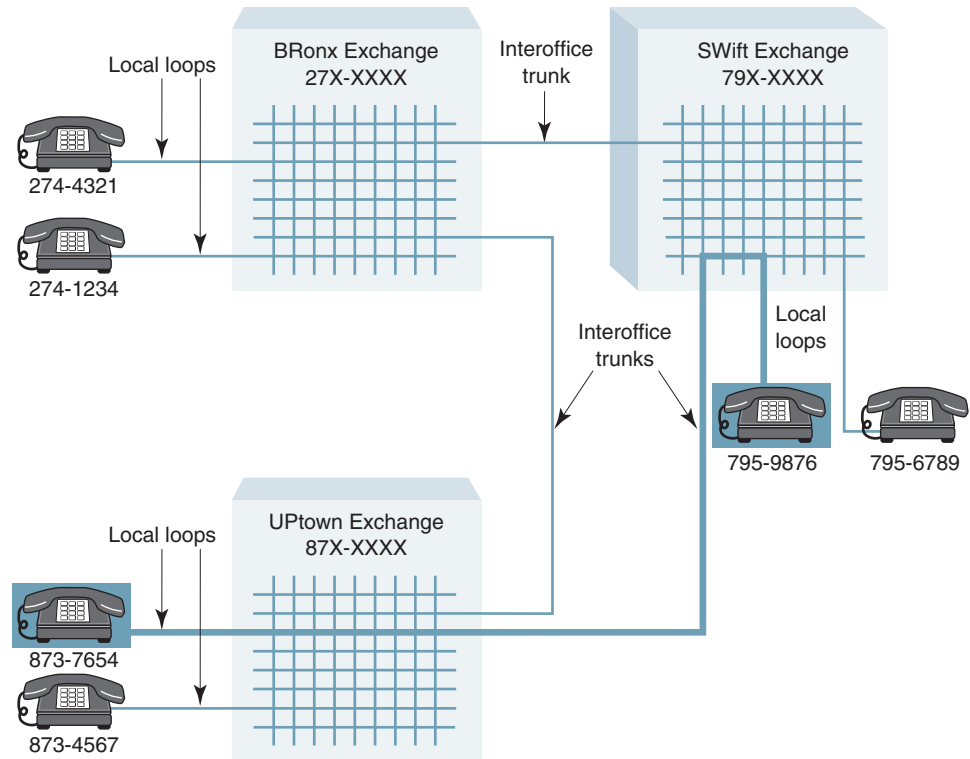 BRonx Exchange
27X-XXXX
Interoffice
trunk
SWift Exchange
79X-XXXX
Local loops
274-4321
274-1234
Local
loops
Interoffice
trunks
795-9876
795-6789
UPtown Exchange
87X-XXXX
Local loops
873-7654
873-4567